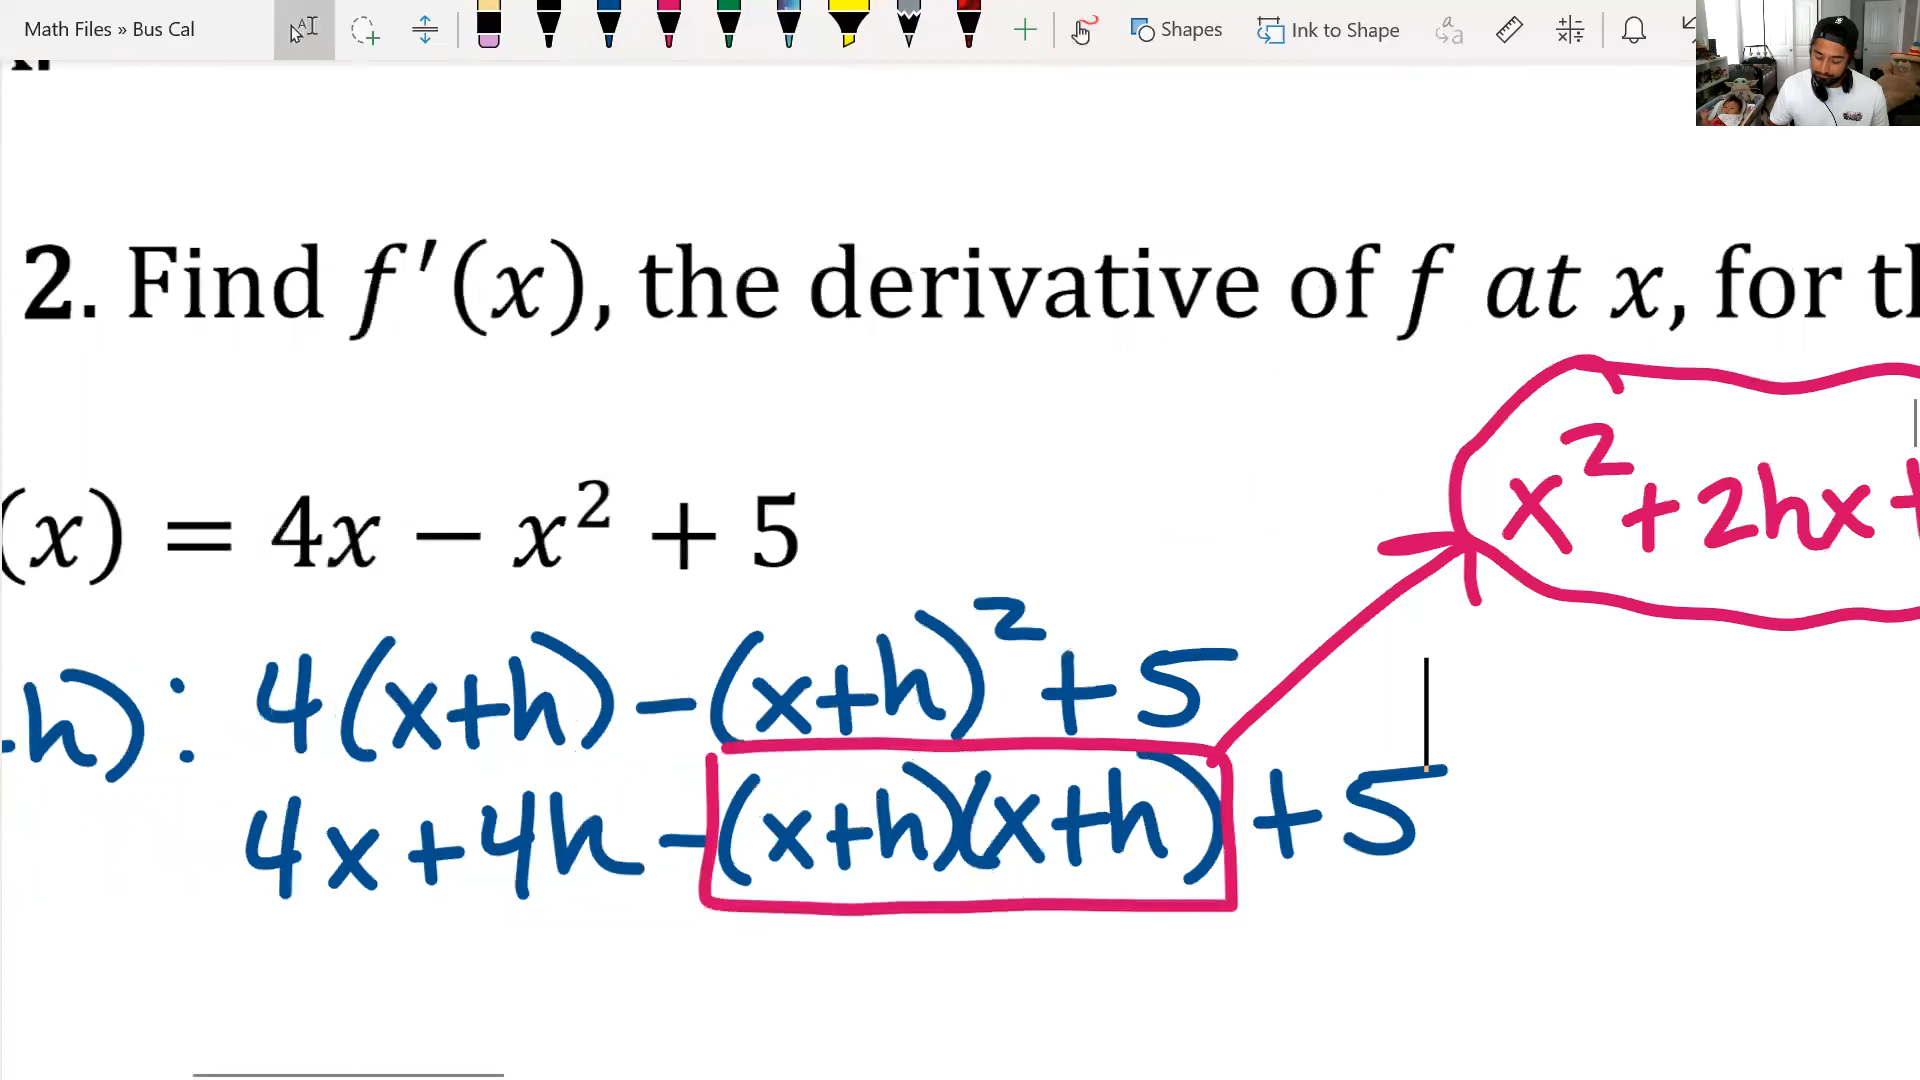 Math Files » Bus Cal
Shapes
Ink to Shape
2. Find f′(x), the derivative of f at x, for
(x) = 4x − x² + 5
x²+2hx+
h): 4(x+h)−(x+h)²+5
4x+4h−(x+h)(x+h)+5